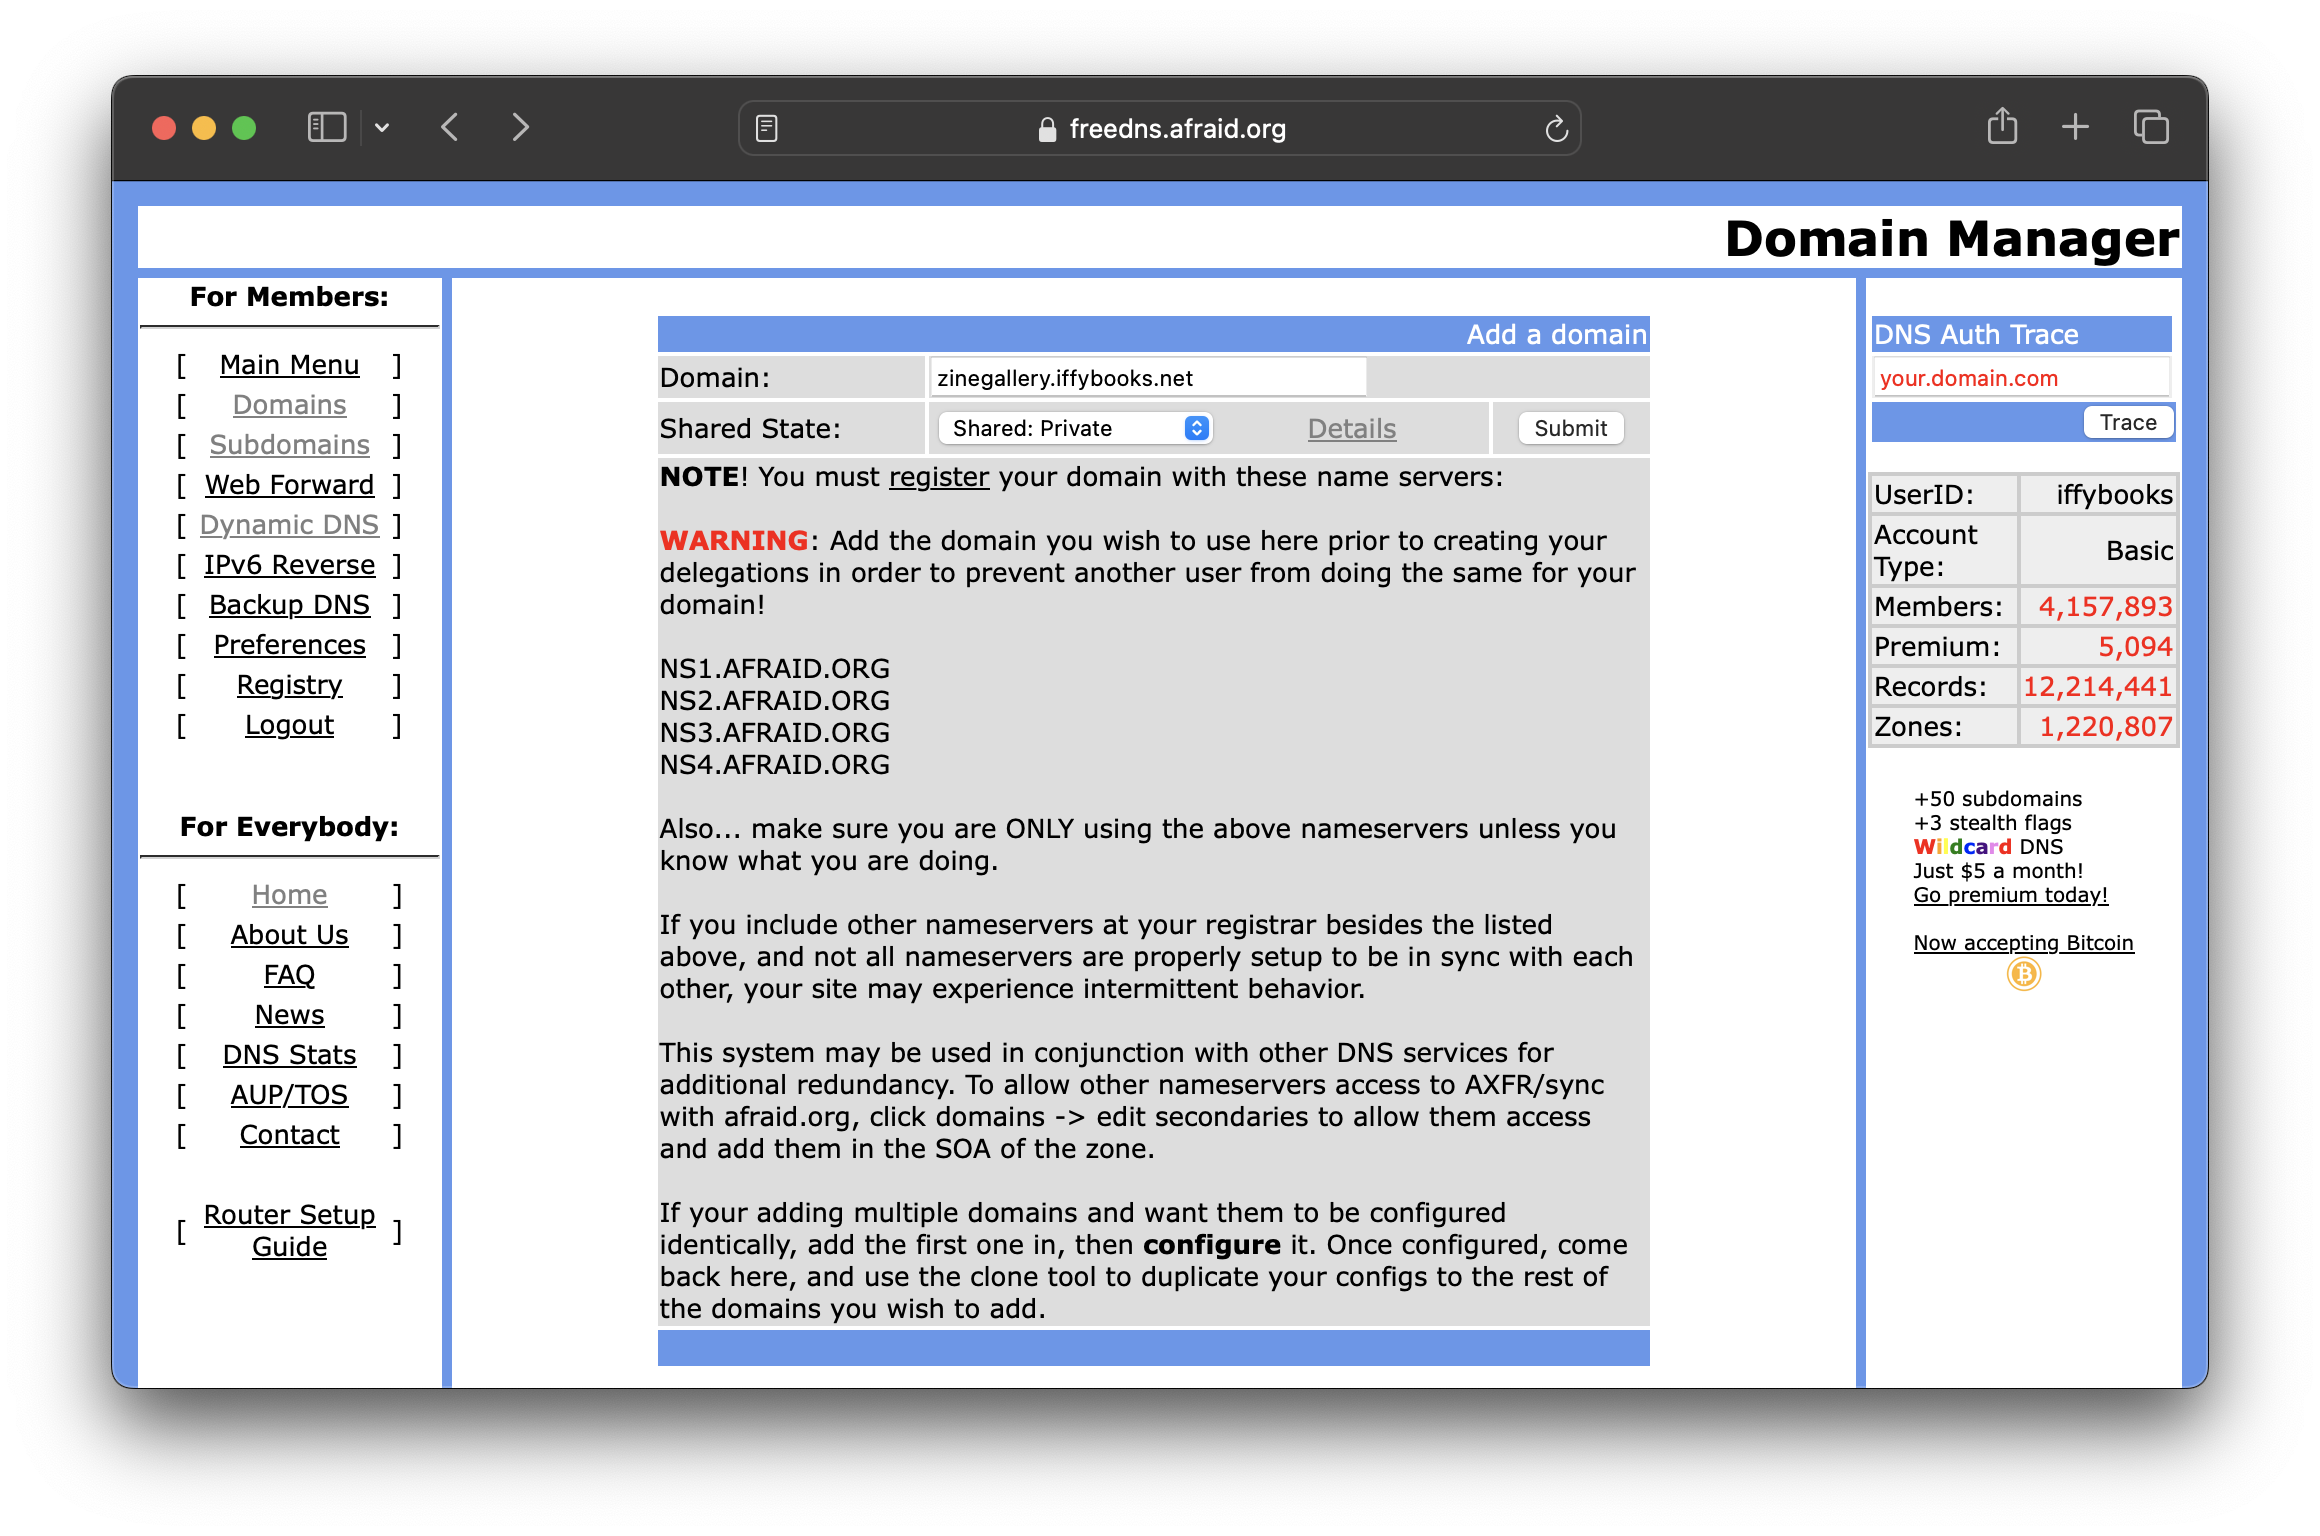 freedns.afraid.org
Domain Manager
For Members:
[ Main Menu ]
[ Domains ]
[ Subdomains ]
[ Web Forward ]
[ Dynamic DNS ]
[ IPv6 Reverse ]
[ Backup DNS ]
[ Preferences ]
[ Registry ]
[ Logout ]
For Everybody:
[ Home ]
[ About Us ]
[ FAQ ]
[ News ]
[ DNS Stats ]
[ AUP/TOS ]
[ Contact ]
[ Router Setup
Guide ]
Add a domain
Domain: zinegallery.iffybooks.net
Shared State: Shared: Private Details Submit
NOTE! You must register your domain with these name servers:
WARNING: Add the domain you wish to use here prior to creating your
delegations in order to prevent another user from doing the same for your
domain!
NS1.AFRAID.ORG
NS2.AFRAID.ORG
NS3.AFRAID.ORG
NS4.AFRAID.ORG
Also... make sure you are ONLY using the above nameservers unless you
know what you are doing.
If you include other nameservers at your registrar besides the listed
above, and not all nameservers are properly setup to be in sync with each
other, your site may experience intermittent behavior.
This system may be used in conjunction with other DNS services for
additional redundancy. To allow other nameservers access to AXFR/sync
with afraid.org, click domains -> edit secondaries to allow them access
and add them in the SOA of the zone.
If your adding multiple domains and want them to be configured
identically, add the first one in, then configure it. Once configured, come
back here, and use the clone tool to duplicate your configs to the rest of
the domains you wish to add.
DNS Auth Trace
your.domain.com
Trace
UserID: iffybooks
Account
Type: Basic
Members: 4,157,893
Premium: 5,094
Records: 12,214,441
Zones: 1,220,807
+50 subdomains
+3 stealth flags
Wildcard DNS
Just $5 a month!
Go premium today!
Now accepting Bitcoin